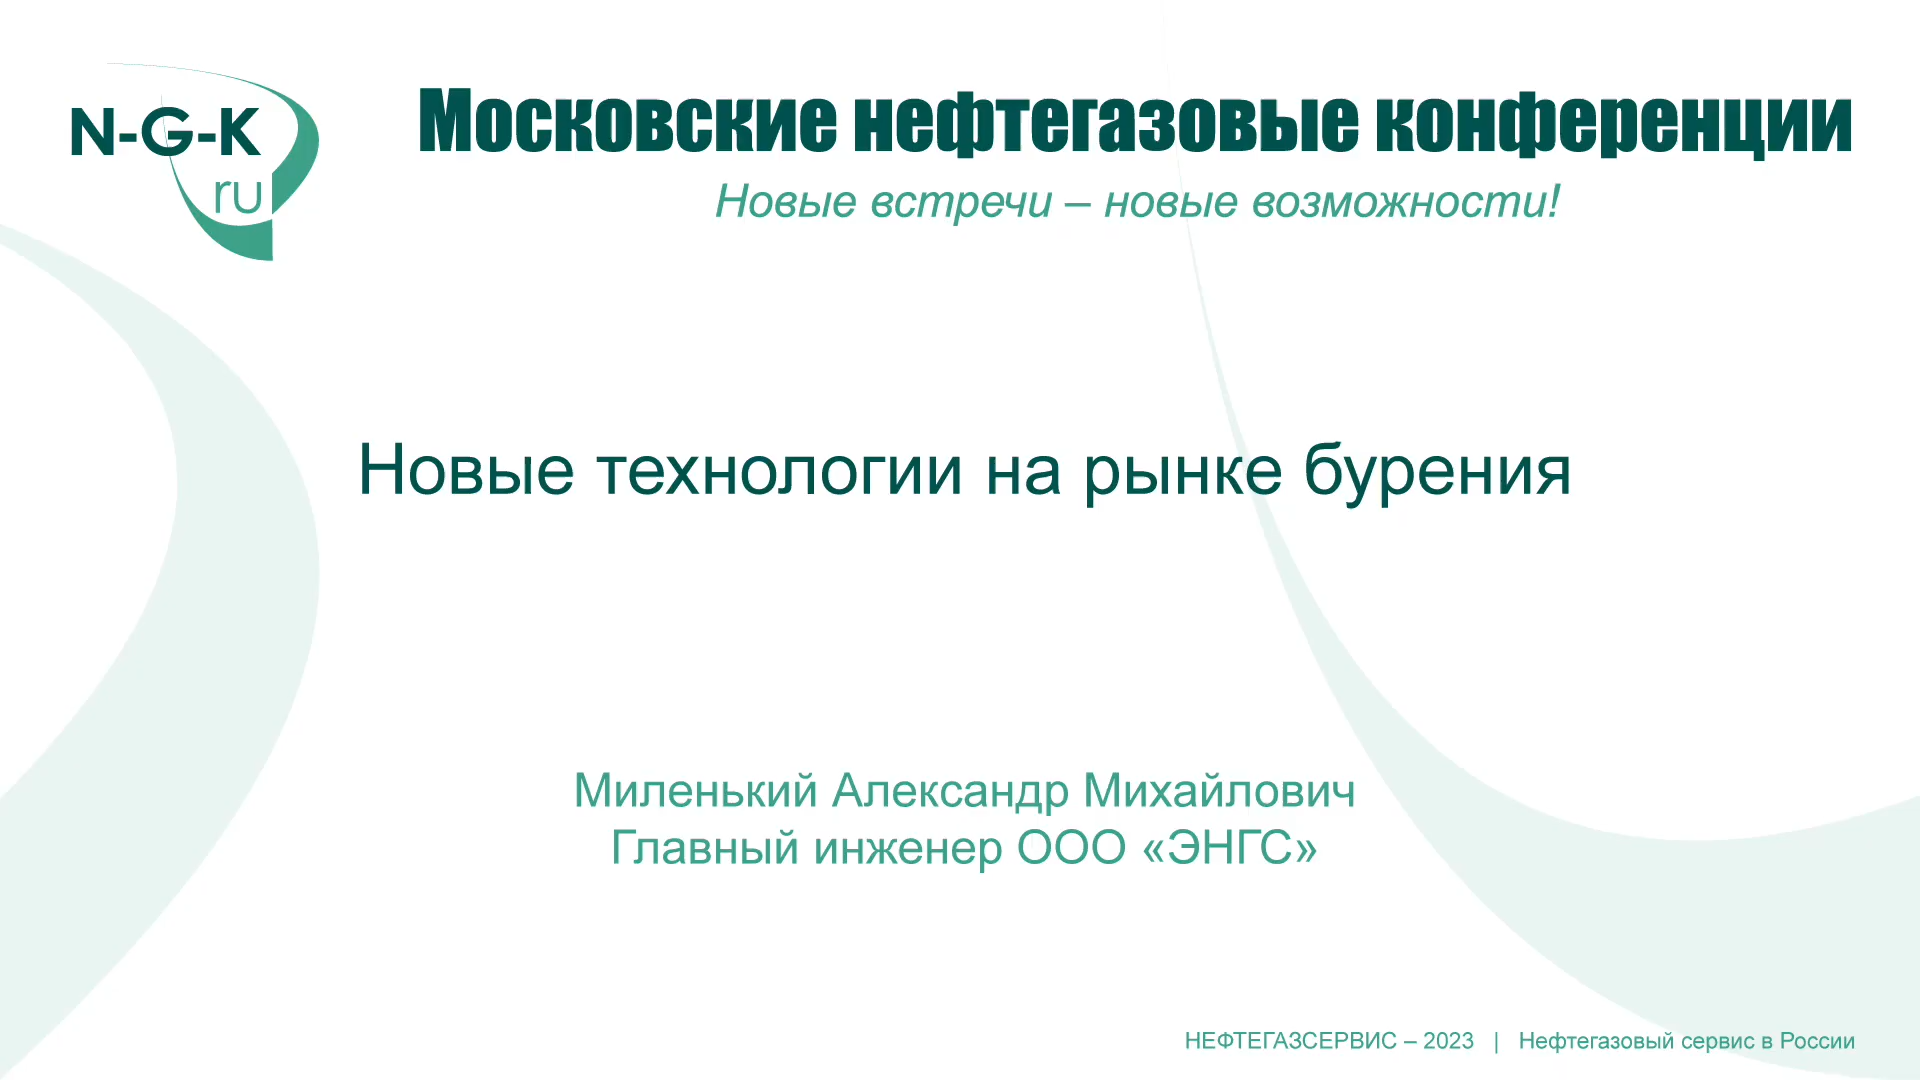 N-G-K
ru
Московские нефтегазовые конференции
Новые встречи – новые возможности!
Новые технологии на рынке бурения
Миленький Александр Михайлович
Главный инженер ООО «ЭНГС»
НЕФТЕГАЗСЕРВИС – 2023 | Нефтегазовый сервис в России